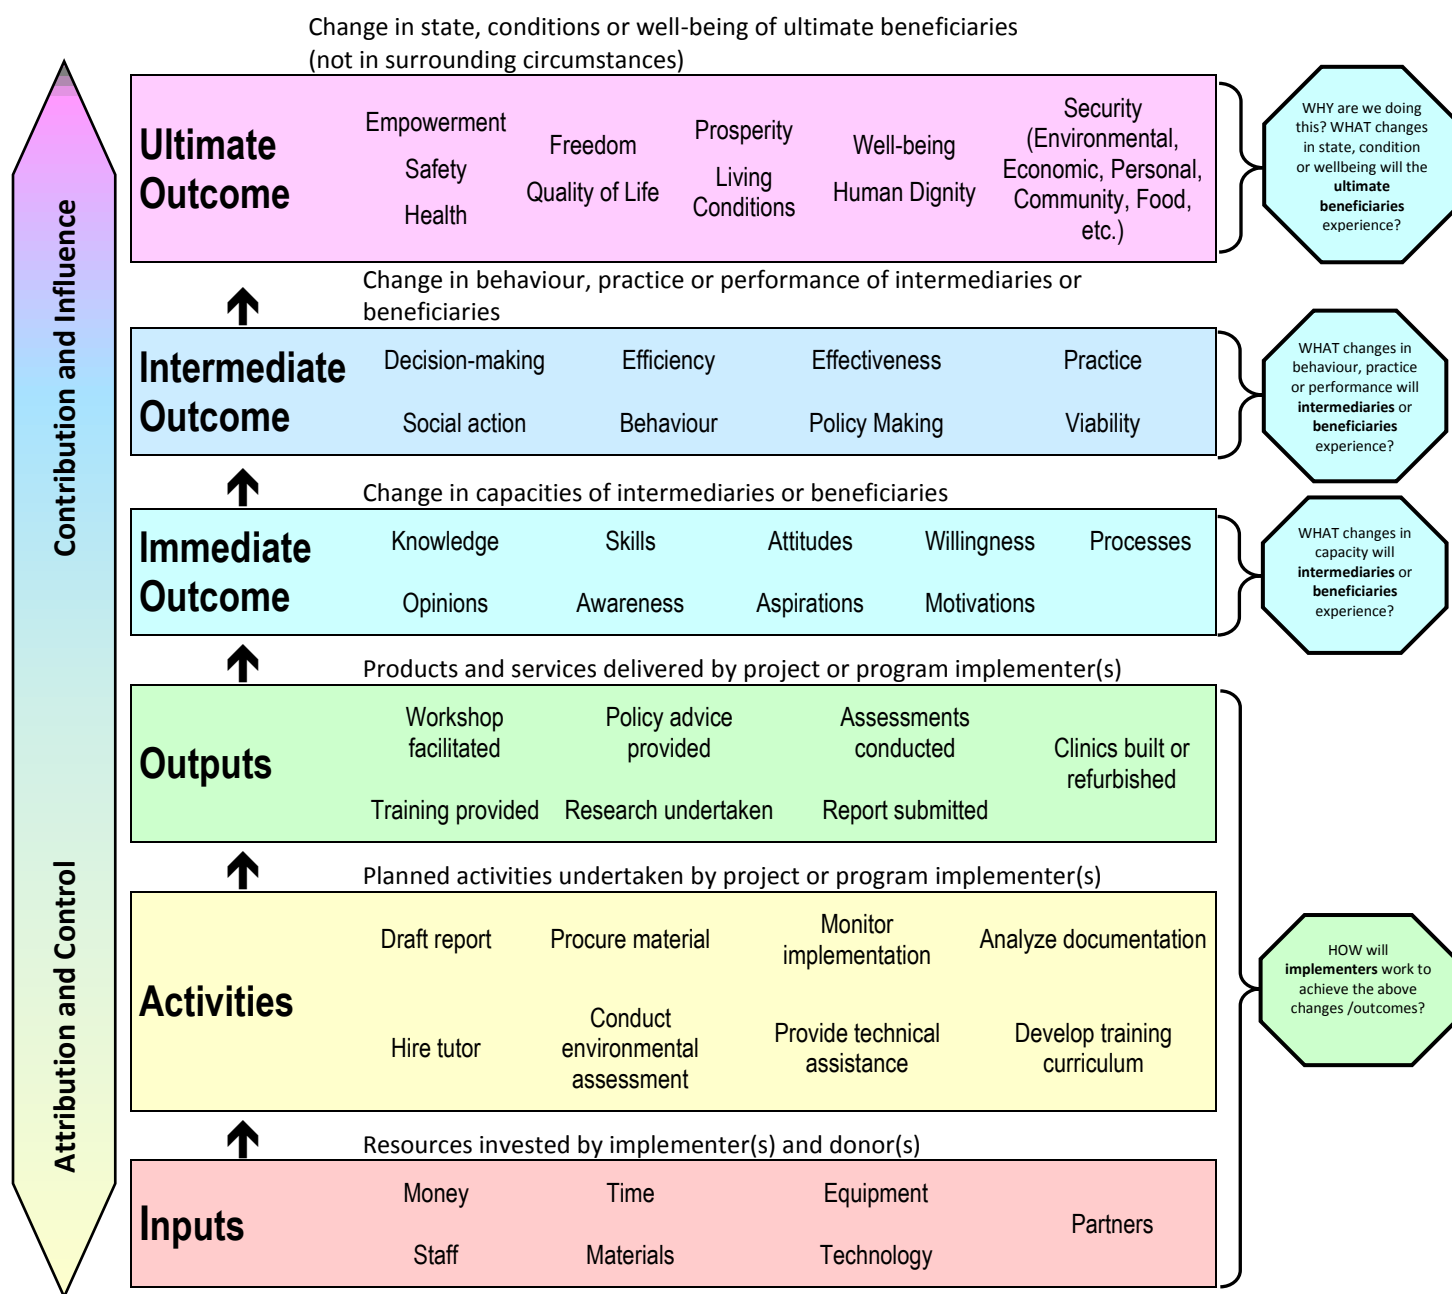 Change in state, conditions or well-being of ultimate beneficiaries
(not in surrounding circumstances)
Ultimate
Outcome
Empowerment
Safety
Health
Freedom
Quality of Life
Prosperity
Living
Conditions
Well-being
Human Dignity
Security
(Environmental,
Economic, Personal,
Community, Food,
etc.)
WHY are we doing
this? WHAT changes
in state, condition
or wellbeing will the
ultimate
beneficiaries
experience?
Change in behaviour, practice or performance of intermediaries or
beneficiaries
Intermediate
Outcome
Decision-making
Efficiency
Effectiveness
Practice
Social action
Behaviour
Policy Making
Viability
WHAT changes in
behaviour, practice
or performance will
intermediaries or
beneficiaries
experience?
Change in capacities of intermediaries or beneficiaries
Immediate
Outcome
Knowledge
Skills
Attitudes
Willingness
Processes
Opinions
Awareness
Aspirations
Motivations
WHAT changes in
capacity will
intermediaries or
beneficiaries
experience?
Products and services delivered by project or program implementer(s)
Outputs
Workshop
facilitated
Policy advice
provided
Assessments
conducted
Clinics built or
refurbished
Training provided
Research undertaken
Report submitted
Planned activities undertaken by project or program implementer(s)
Activities
Draft report
Procure material
Monitor
implementation
Analyze documentation
Hire tutor
Conduct
environmental
assessment
Provide technical
assistance
Develop training
curriculum
HOW will
implementers work to
achieve the above
changes /outcomes?
Resources invested by implementer(s) and donor(s)
Inputs
Money
Time
Equipment
Partners
Staff
Materials
Technology
Contribution and Influence
Attribution and Control